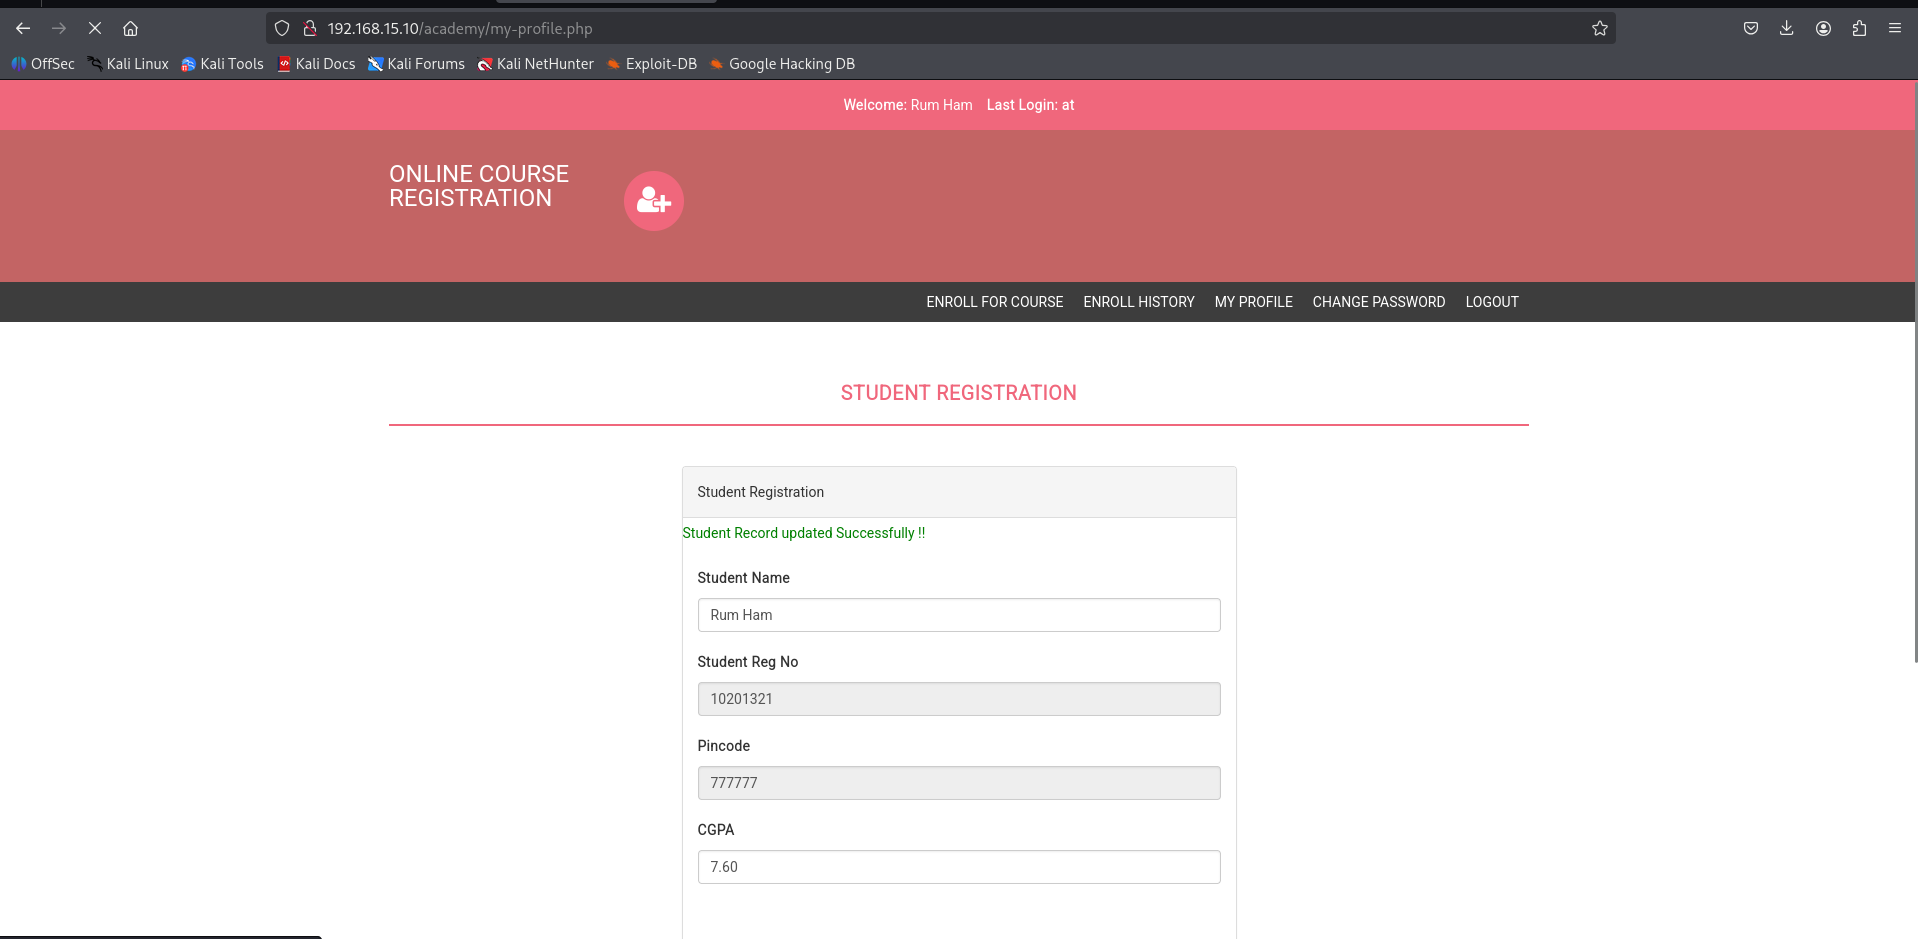 192.168.15.10/academy/my-profile.php
OffSec Kali Linux Kali Tools Kali Docs Kali Forums Kali NetHunter Exploit-DB Google Hacking DB
Welcome: Rum Ham Last Login: at
ONLINE COURSE
REGISTRATION
ENROLL FOR COURSE ENROLL HISTORY MY PROFILE CHANGE PASSWORD LOGOUT
STUDENT REGISTRATION
Student Registration
Student Record updated Successfully !!
Student Name
Rum Ham
Student Reg No
10201321
Pincode
777777
CGPA
7.60